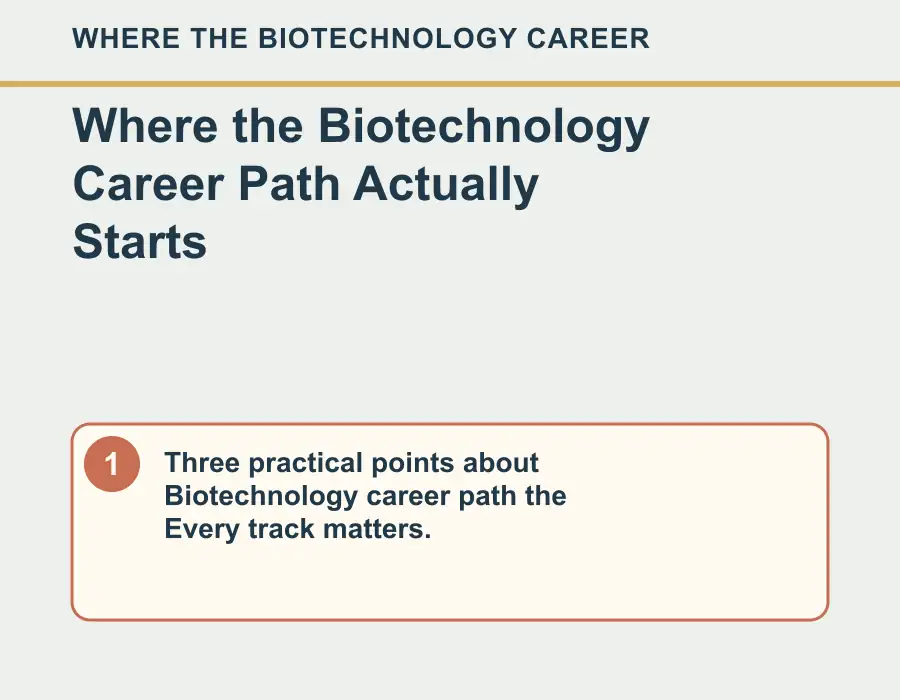 WHERE THE BIOTECHNOLOGY CAREER
Where the Biotechnology
Career Path Actually
Starts
1
Three practical points about
Biotechnology career path the
Every track matters.